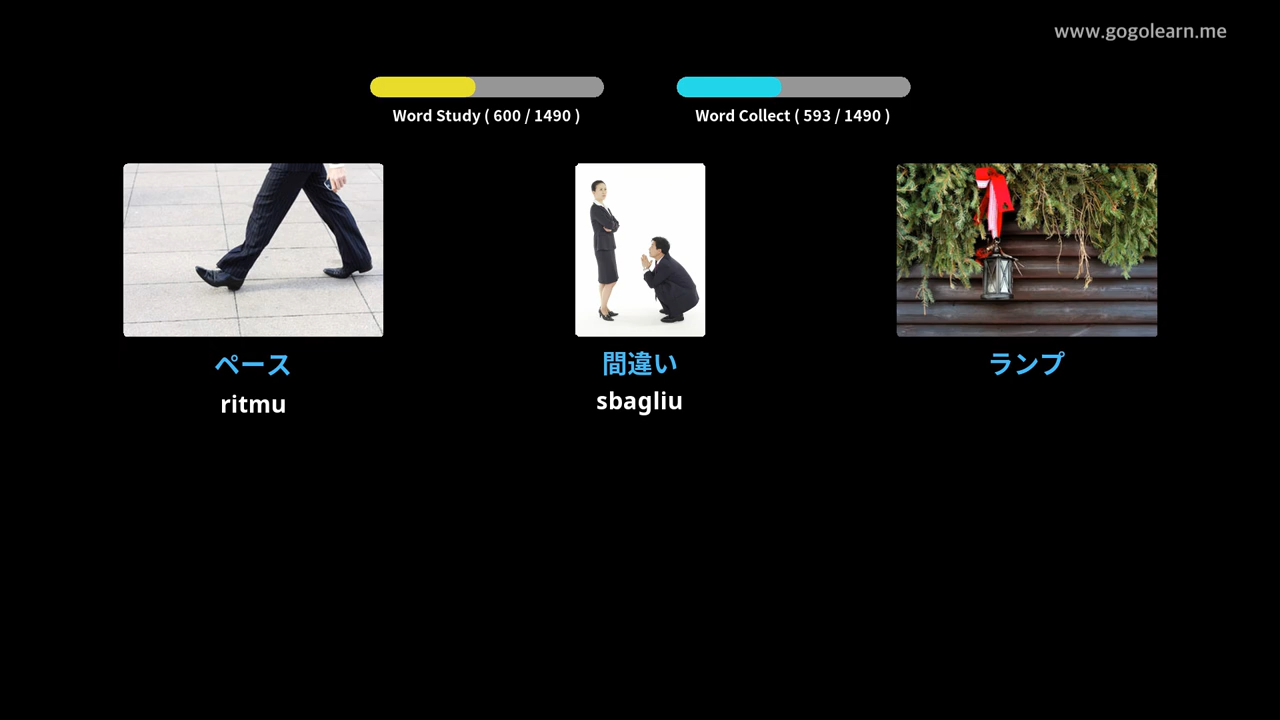 www.gogolearn.me
Word Study ( 600 / 1490 )
Word Collect ( 593 / 1490 )
ペース
間違い
ランプ
ritmu
sbagliu